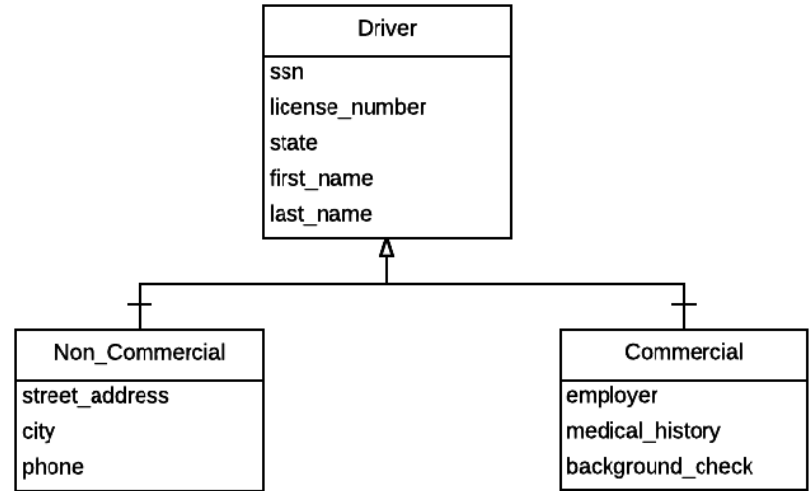 Driver
ssn
license_number
state
first_name
last_name
Non_Commercial
street_address
city
phone
Commercial
employer
medical_history
background_check